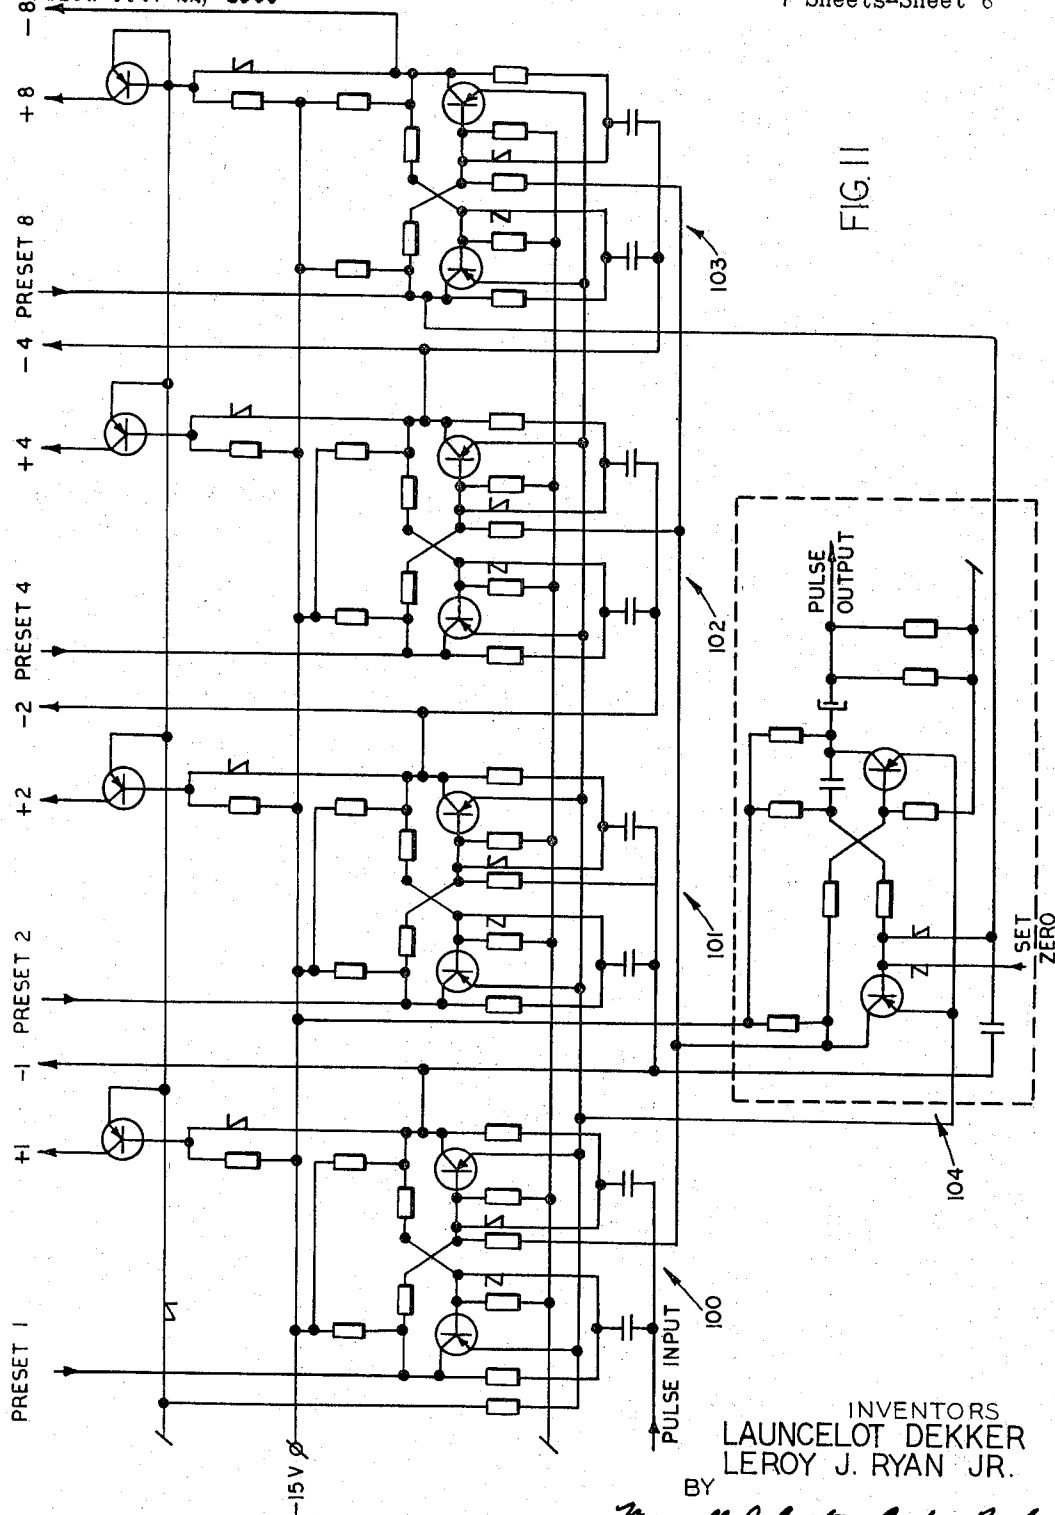 7 Sheets-Sheet 6
-8
+8
PRESET 8
-4
+4
PRESET 4
-2
+2
PRESET 2
-1
+1
PRESET 1
-15V
FIG. 11
103
102
101
100
104
PULSE
OUTPUT
SET
ZERO
PULSE INPUT
INVENTORS
LAUNCELOT DEKKER
LEROY J. RYAN JR.
BY